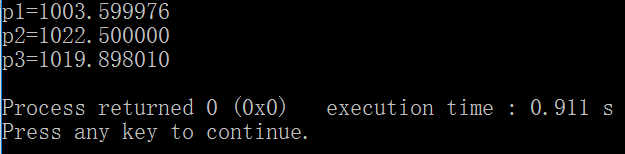 p1=1003.599976
p2=1022.500000
p3=1019.898010
Process returned 0 (0x0)   execution time : 0.911 s
Press any key to continue.